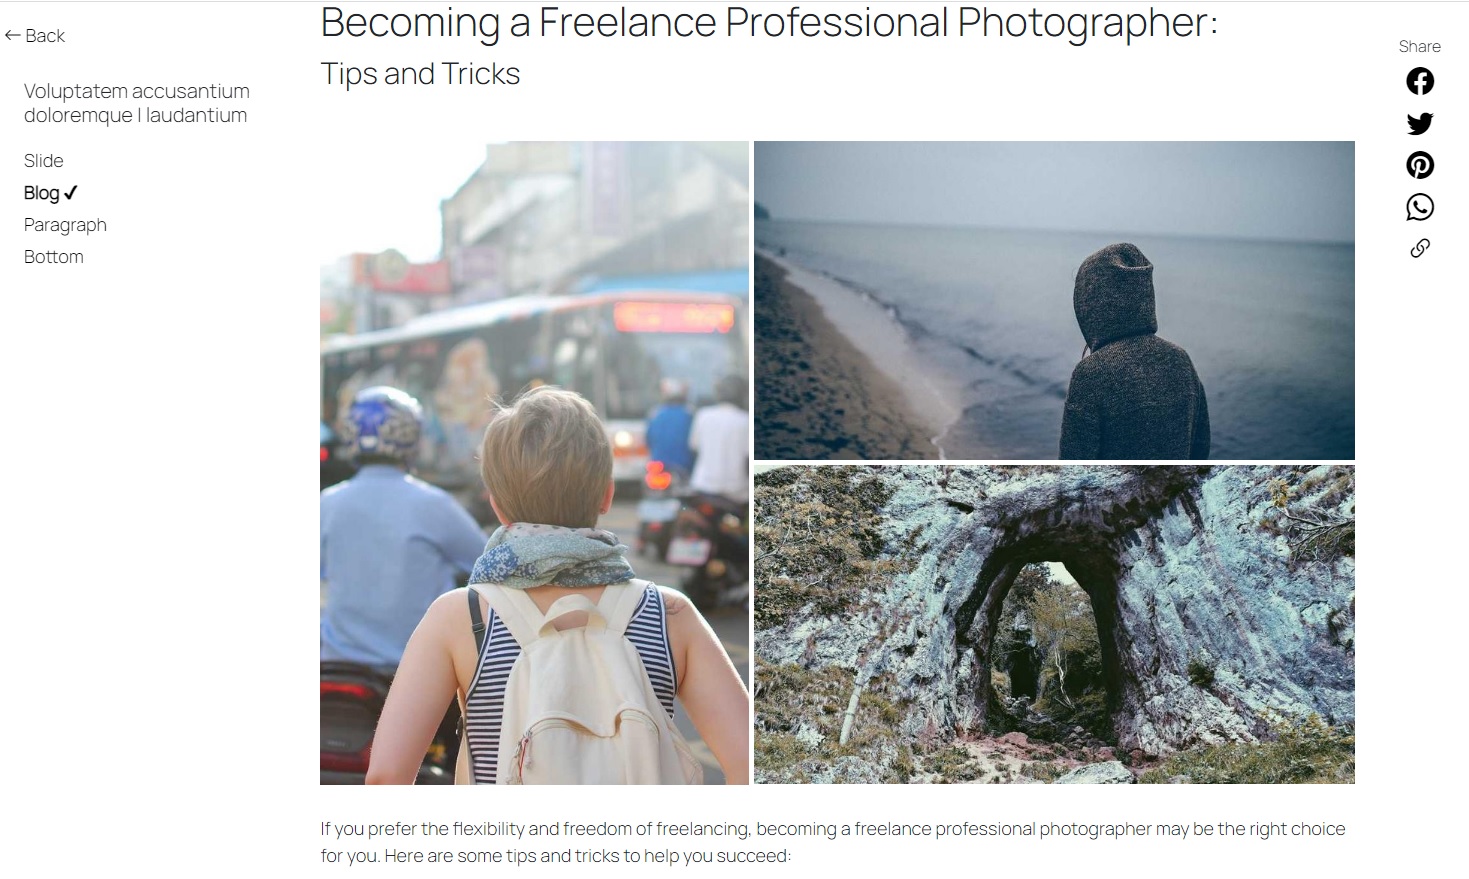 ← Back
Voluptatem accusantium
doloremque I laudantium
Slide
Blog ✓
Paragraph
Bottom
Becoming a Freelance Professional Photographer:
Tips and Tricks
If you prefer the flexibility and freedom of freelancing, becoming a freelance professional photographer may be the right choice
for you. Here are some tips and tricks to help you succeed:
Share